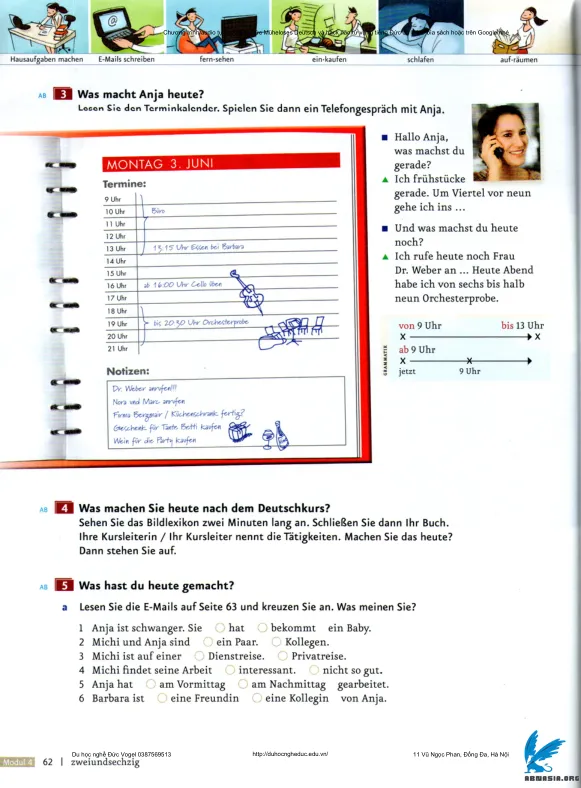 Hausaufgaben machen E-Mails schreiben fern-sehen ein-kaufen schlafen auf-räumen
AB 3 Was macht Anja heute?
Lesen Sie den Terminkalender. Spielen Sie dann ein Telefongespräch mit Anja.
MONTAG 3. JUNI
Termine:
9 Uhr
10 Uhr Büro
11 Uhr
12 Uhr
13 Uhr 13:15 Uhr Essen bei Barbara
14 Uhr
15 Uhr
16 Uhr ab 16:00 Uhr Cello üben
17 Uhr
18 Uhr
19 Uhr bis 20:30 Uhr Orchesterprobe
20 Uhr
21 Uhr
Notizen:
Dr. Weber anrufen!!!
Nora und Marc anrufen
Firma Bergmair / Küchenschrank fertig?
Geschenk für Tante Betti kaufen
Wein für die Party kaufen
Hallo Anja,
was machst du
gerade?
Ich frühstücke
gerade. Um Viertel vor neun
gehe ich ins ...
Und was machst du heute
noch?
Ich rufe heute noch Frau
Dr. Weber an ... Heute Abend
habe ich von sechs bis halb
neun Orchesterprobe.
GRAMMATIK
von 9 Uhr bis 13 Uhr
X X
ab 9 Uhr
X X
jetzt 9 Uhr
AB 4 Was machen Sie heute nach dem Deutschkurs?
Sehen Sie das Bildlexikon zwei Minuten lang an. Schließen Sie dann Ihr Buch.
Ihre Kursleiterin / Ihr Kursleiter nennt die Tätigkeiten. Machen Sie das heute?
Dann stehen Sie auf.
AB 5 Was hast du heute gemacht?
a Lesen Sie die E-Mails auf Seite 63 und kreuzen Sie an. Was meinen Sie?
1 Anja ist schwanger. Sie hat bekommt ein Baby.
2 Michi und Anja sind ein Paar. Kollegen.
3 Michi ist auf einer Dienstreise. Privatreise.
4 Michi findet seine Arbeit interessant. nicht so gut.
5 Anja hat am Vormittag am Nachmittag gearbeitet.
6 Barbara ist eine Freundin eine Kollegin von Anja.
Du học nghề Đức Vogel 0387569513 http://duhocngheduc.edu.vn/ 11 Vũ Ngọc Phan, Đống Đa, Hà Nội
Modul 4 62 | zweiundsechzig
ABWASIA.ORG